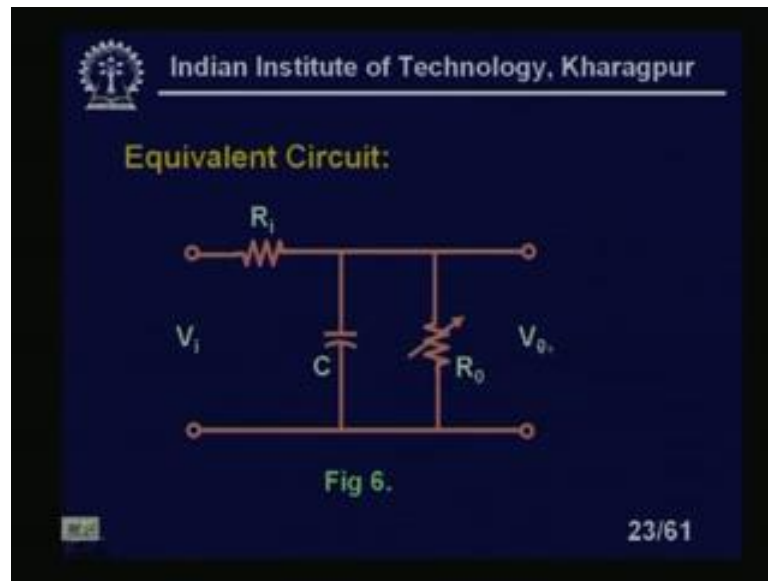 Indian Institute of Technology, Kharagpur
Equivalent Circuit:
Ri
Vi
C
R0
V0.
Fig 6.
23/61